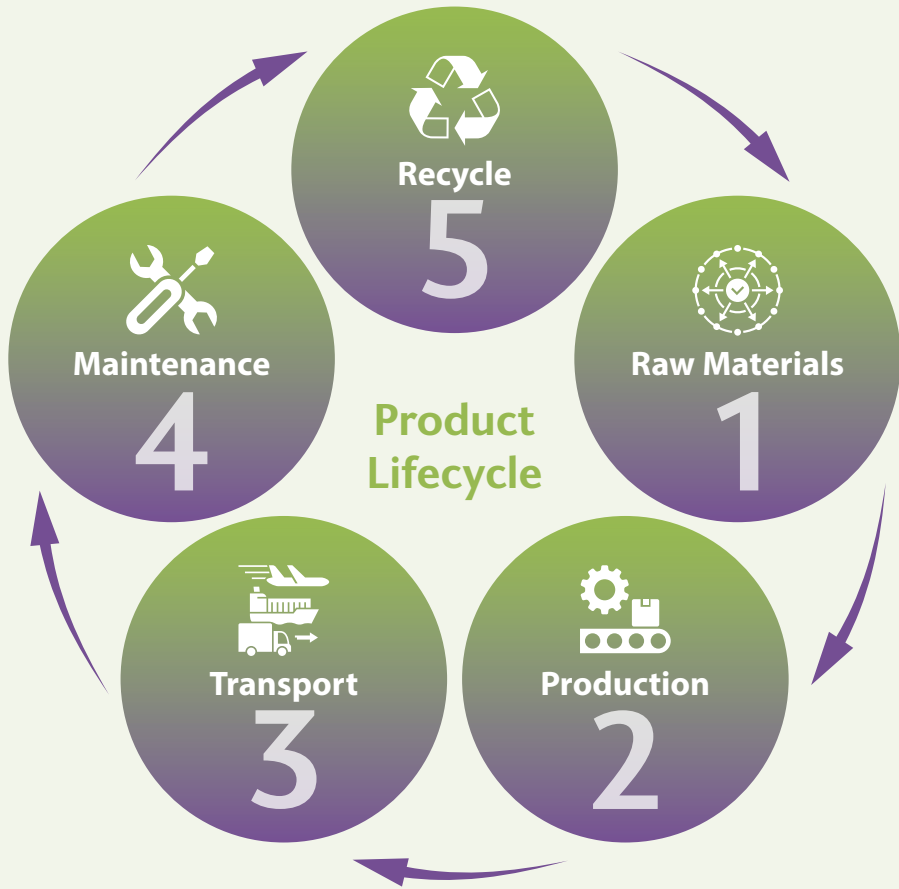 Recycle
5
Raw Materials
1
Production
2
Transport
3
Maintenance
4
Product
Lifecycle